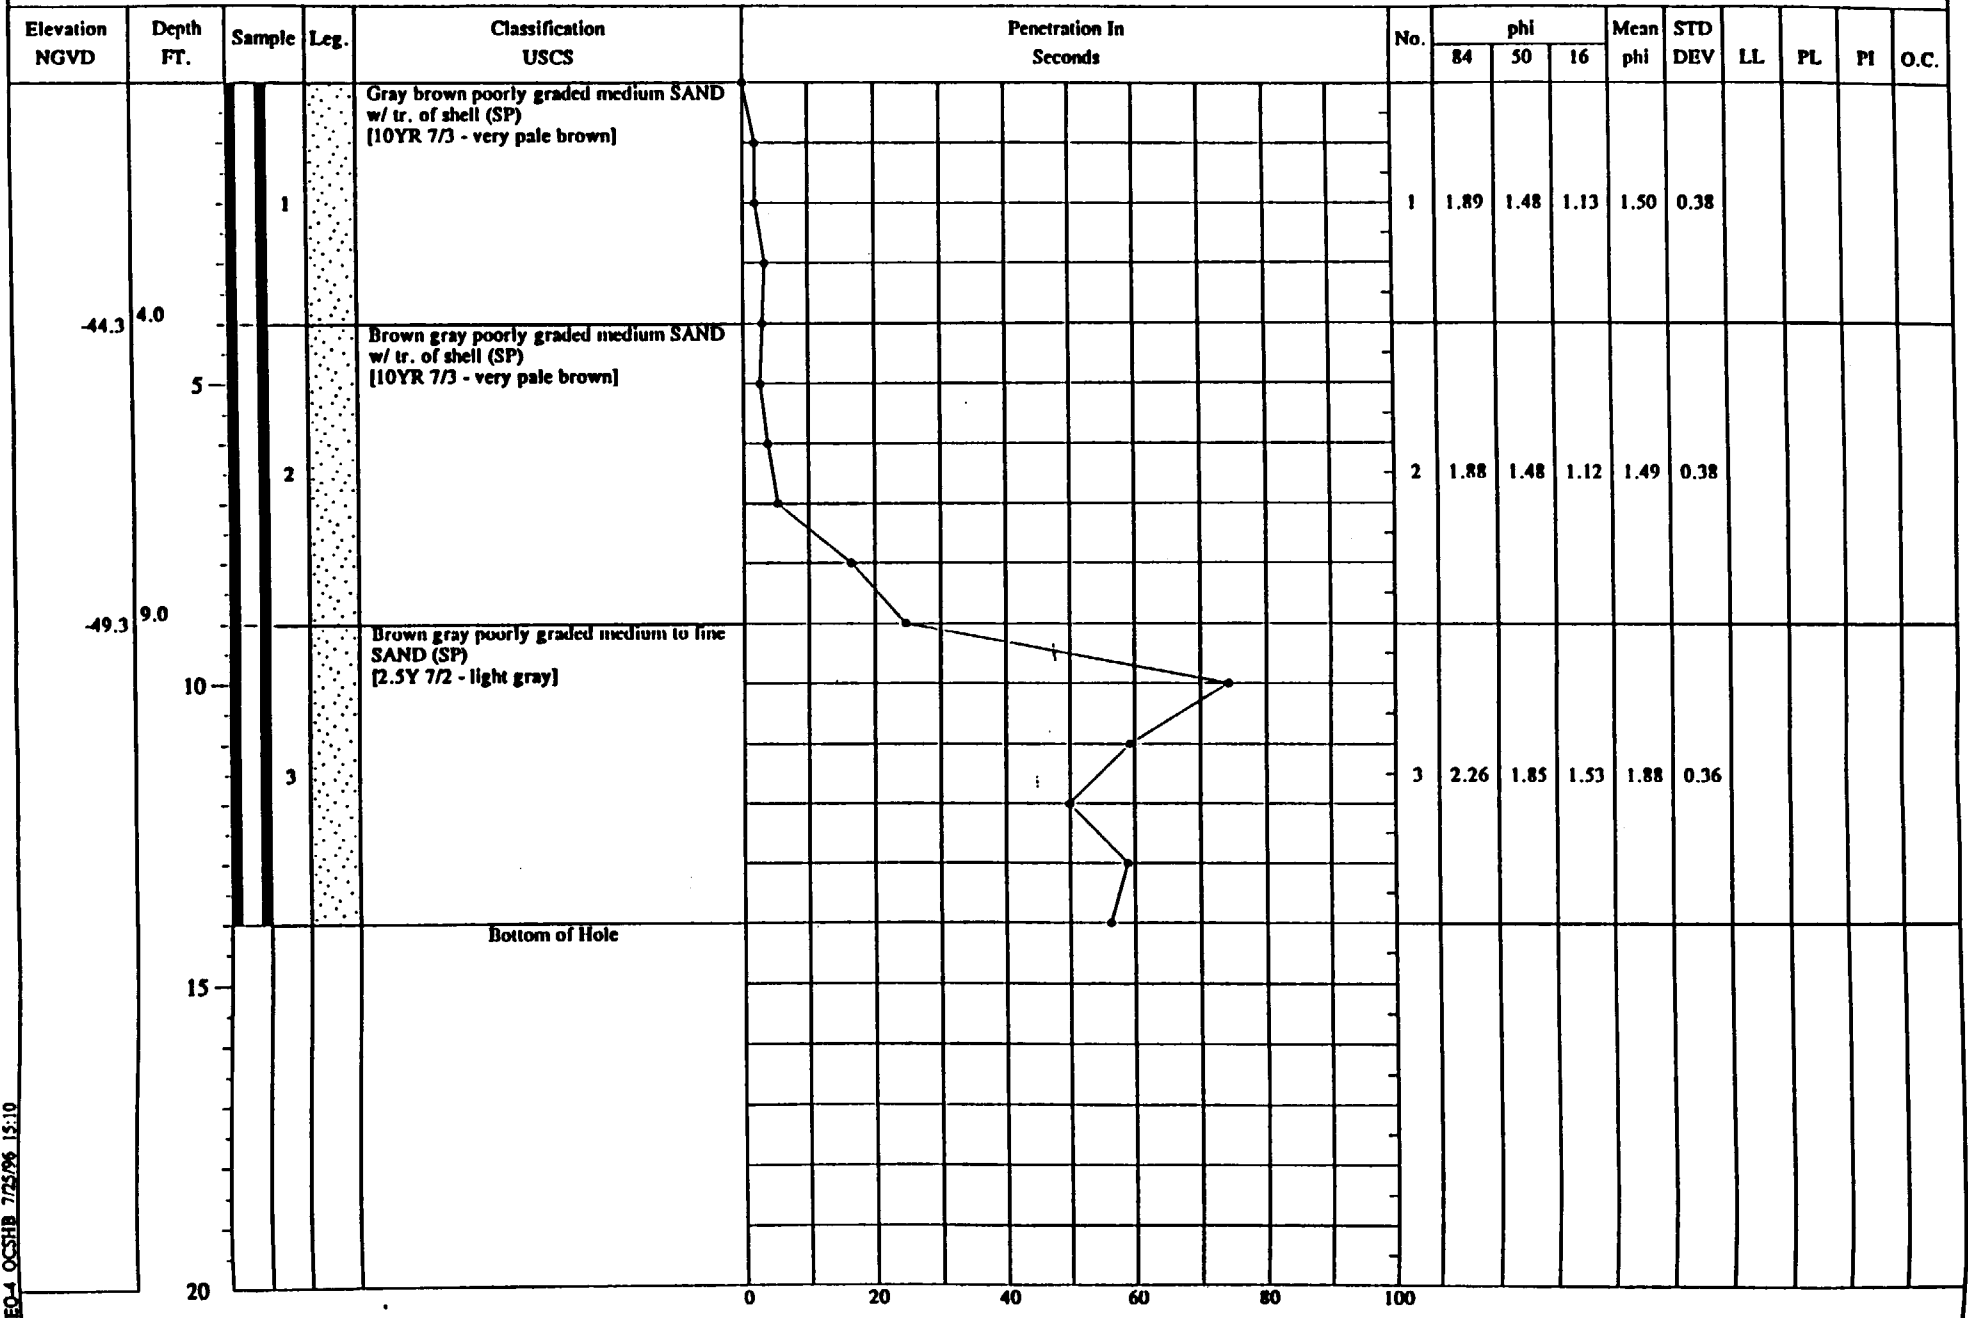 Elevation NGVD
Depth FT.
Sample
Leg.
Classification USCS
Penetration In Seconds
No.
phi
84 50 16
Mean phi
STD DEV
LL
PL
PI
O.C.
Gray brown poorly graded medium SAND
w/ tr. of shell (SP)
[10YR 7/3 - very pale brown]
1
1 1.89 1.48 1.13 1.50 0.38
-44.3 4.0
Brown gray poorly graded medium SAND
w/ tr. of shell (SP)
[10YR 7/3 - very pale brown]
5
2
2 1.88 1.48 1.12 1.49 0.38
-49.3 9.0
Brown gray poorly graded medium to fine
SAND (SP)
[2.5Y 7/2 - light gray]
10
3
3 2.26 1.85 1.53 1.88 0.36
Bottom of Hole
15
20
0 20 40 60 80 100
EO-4 OCSHB 7/25/96 15:10